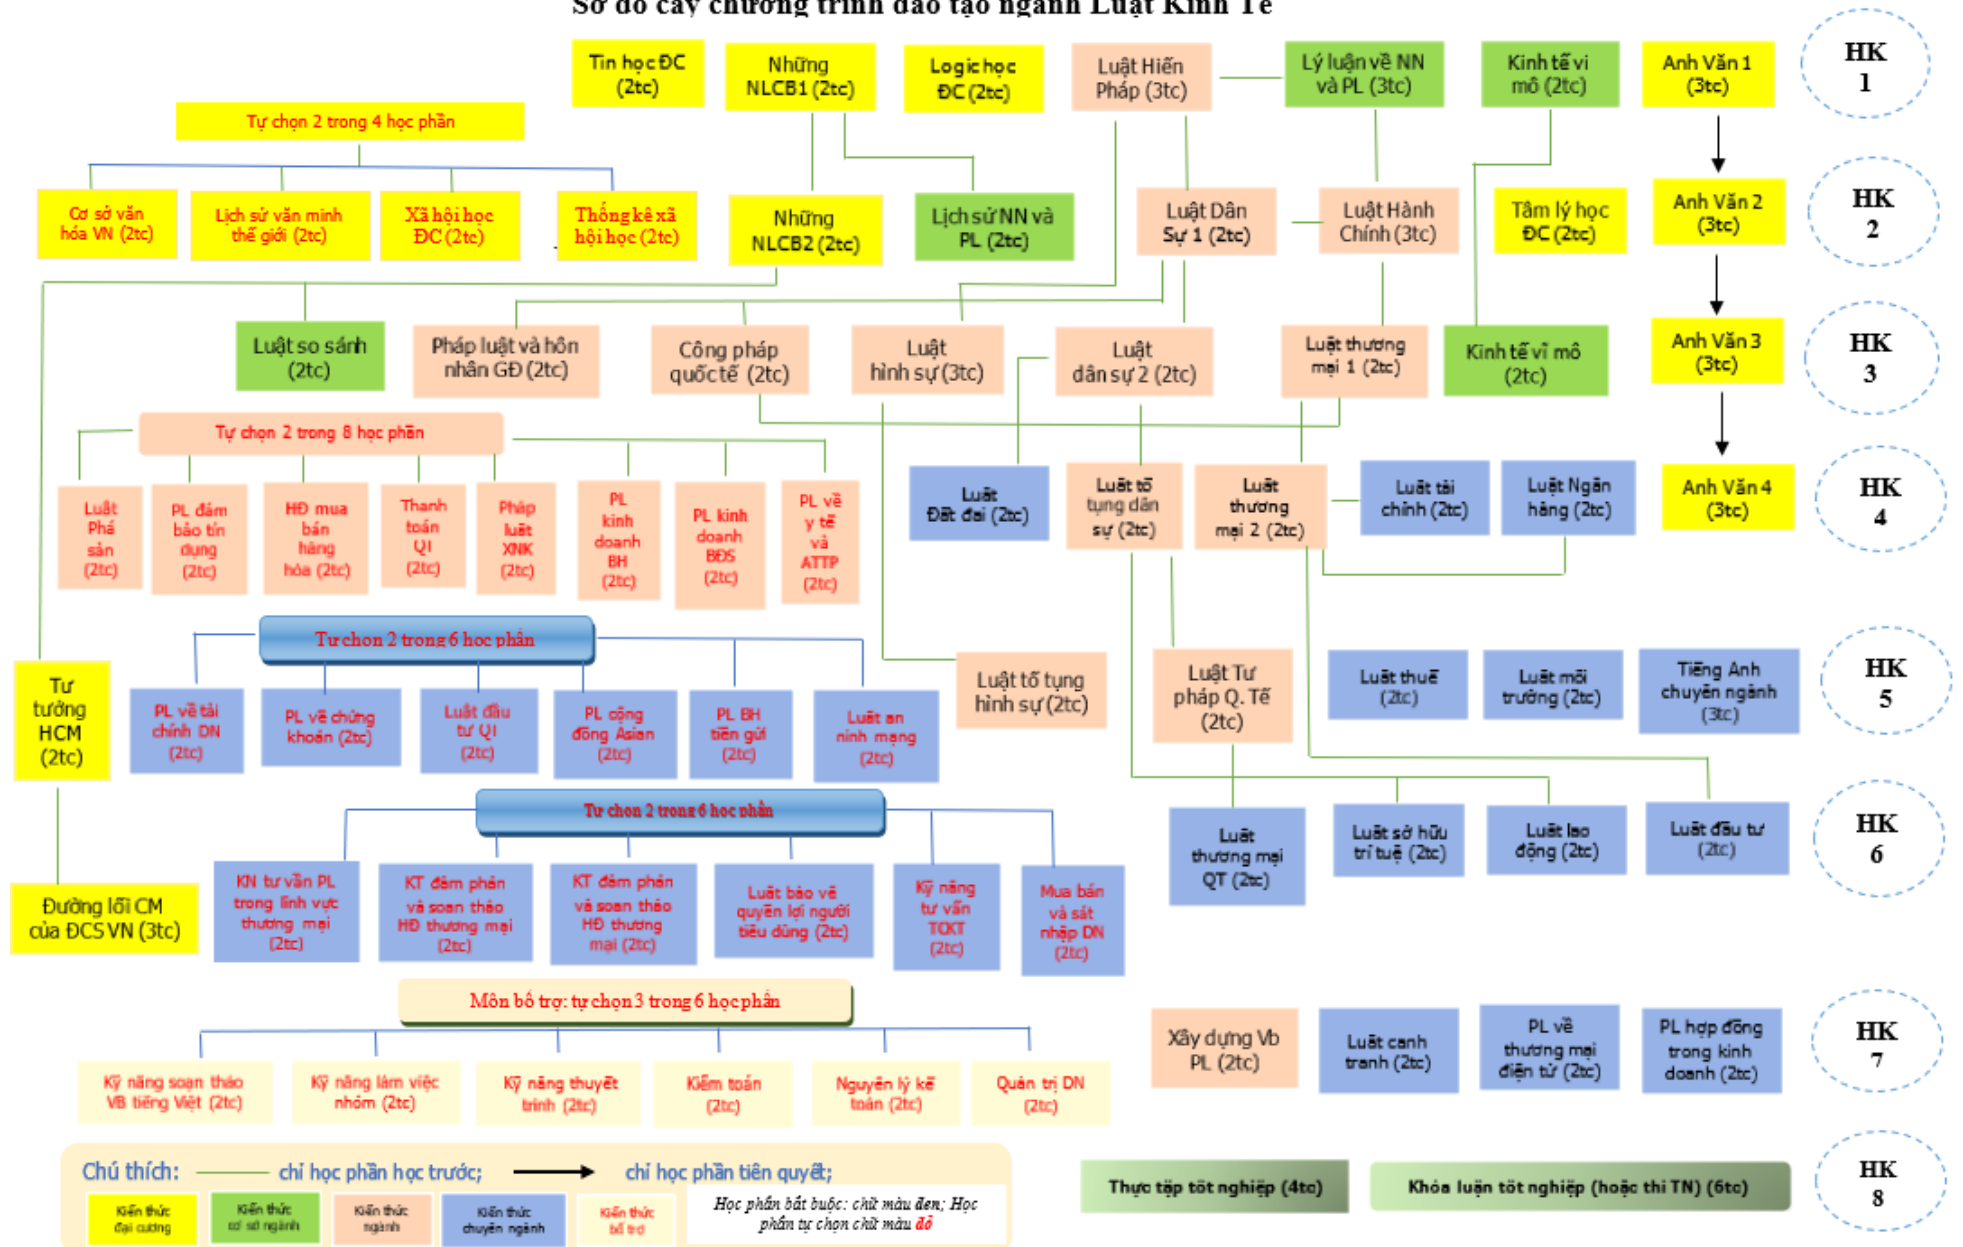 Sơ đồ cây chương trình đào tạo ngành Luật Kinh Tế
Tin học ĐC
(2tc)
Những
NLCB1 (2tc)
Logic học
ĐC (2tc)
Luật Hiến
Pháp (3tc)
Lý luận về NN
và PL (3tc)
Kinh tế vi
mô (2tc)
Anh Văn 1
(3tc)
HK
1
Tự chọn 2 trong 4 học phần
Cơ sở văn
hóa VN (2tc)
Lịch sử văn minh
thế giới (2tc)
Xã hội học
ĐC (2tc)
Thống kê xã
hội học (2tc)
Những
NLCB2 (2tc)
Lịch sử NN và
PL (2tc)
Luật Dân
Sự 1 (2tc)
Luật Hành
Chính (3tc)
Tâm lý học
ĐC (2tc)
Anh Văn 2
(3tc)
HK
2
Luật so sánh
(2tc)
Pháp luật và hôn
nhân GĐ (2tc)
Công pháp
quốc tế (2tc)
Luật
hình sự (3tc)
Luật
dân sự 2 (2tc)
Luật thương
mại 1 (2tc)
Kinh tế vĩ mô
(2tc)
Anh Văn 3
(3tc)
HK
3
Tự chọn 2 trong 8 học phần
Luật
Phá
sản
(2tc)
PL đảm
bảo tín
dụng
(2tc)
HĐ mua
bán
hàng
hóa (2tc)
Thanh
toán
QT
(2tc)
Pháp
luật
XNK
(2tc)
PL
kinh
doanh
BH
(2tc)
PL kinh
doanh
BĐS
(2tc)
PL về
y tế
và
ATTP
(2tc)
Luật
Đất đai (2tc)
Luật tố
tụng dân
sự (2tc)
Luật
thương
mại 2 (2tc)
Luật tài
chính (2tc)
Luật Ngân
hàng (2tc)
Anh Văn 4
(3tc)
HK
4
Tự chọn 2 trong 6 học phần
Tư
tưởng
HCM
(2tc)
PL về tài
chính DN
(2tc)
PL về chứng
khoán (2tc)
Luật đầu
tư QT
(2tc)
PL cộng
đồng Asian
(2tc)
PL BH
tiền gửi
(2tc)
Luật an
ninh mạng
(2tc)
Luật tố tụng
hình sự (2tc)
Luật Tư
pháp Q. Tế
(2tc)
Luật thuế
(2tc)
Luật môi
trường (2tc)
Tiếng Anh
chuyên ngành
(3tc)
HK
5
Tự chọn 2 trong 6 học phần
Đường lối CM
của ĐCS VN (3tc)
KN tư vấn PL
trong lĩnh vực
thương mại
(2tc)
KT đàm phán
và soạn thảo
HĐ thương mại
(2tc)
KT đàm phán
và soạn thảo
HĐ thương
mại (2tc)
Luật bảo vệ
quyền lợi người
tiêu dùng (2tc)
Kỹ năng
tư vấn
TCKT
(2tc)
Mua bán
và sát
nhập DN
(2tc)
Luật
thương mại
QT (2tc)
Luật sở hữu
trí tuệ (2tc)
Luật lao
động (2tc)
Luật đầu tư
(2tc)
HK
6
Môn bổ trợ: tự chọn 3 trong 6 học phần
Kỹ năng soạn thảo
VB tiếng Việt (2tc)
Kỹ năng làm việc
nhóm (2tc)
Kỹ năng thuyết
trình (2tc)
Kiểm toán
(2tc)
Nguyên lý kế
toán (2tc)
Quản trị DN
(2tc)
Xây dựng Vb
PL (2tc)
Luật cạnh
tranh (2tc)
PL về
thương mại
điện tử (2tc)
PL hợp đồng
trong kinh
doanh (2tc)
HK
7
Chú thích: chỉ học phần học trước; chỉ học phần tiên quyết;
Kiến thức
đại cương
Kiến thức
cơ sở ngành
Kiến thức
ngành
Kiến thức
chuyên ngành
Kiến thức
bổ trợ
Học phần bắt buộc: chữ màu đen; Học
phần tự chọn chữ màu đỏ
Thực tập tốt nghiệp (4tc)
Khóa luận tốt nghiệp (hoặc thi TN) (6tc)
HK
8